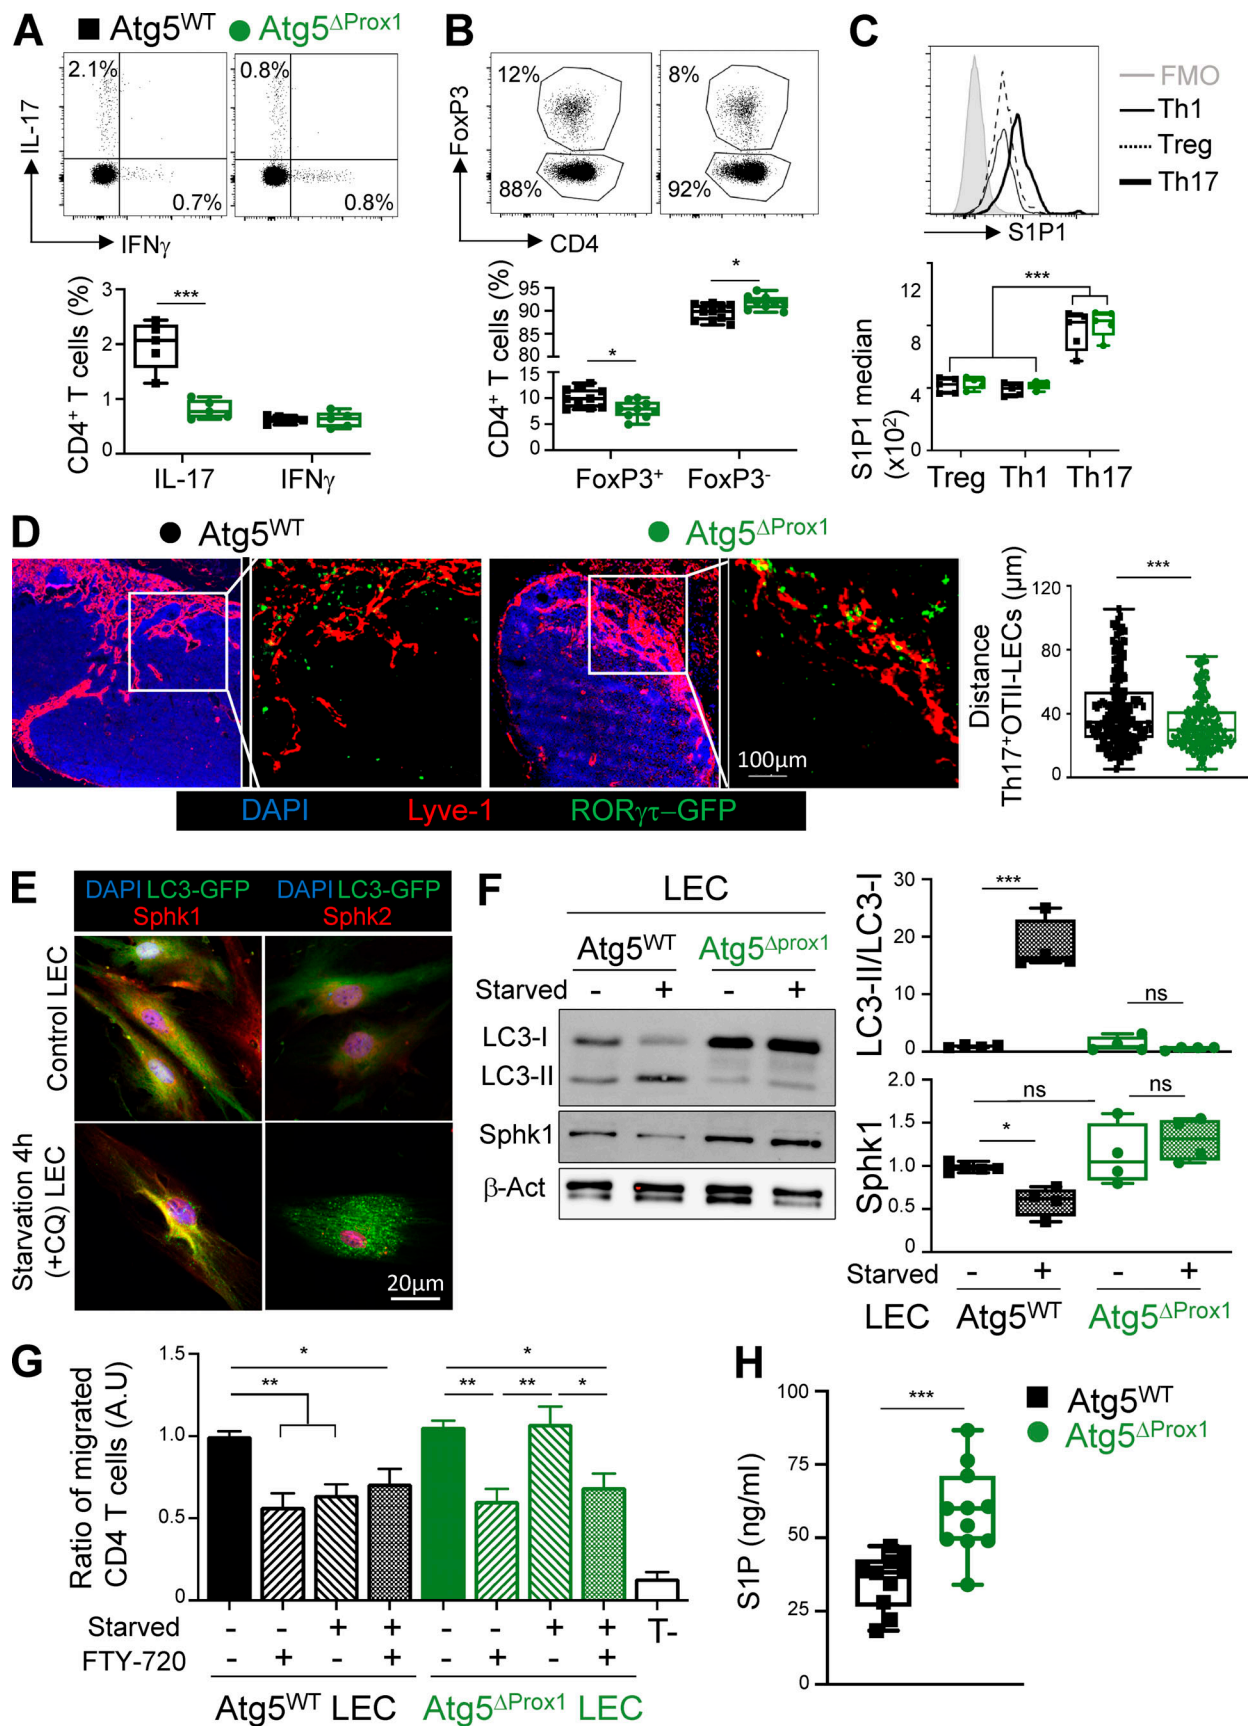 A
■ Atg5WT ● Atg5ΔProx1
2.1%
0.8%
0.7%
0.8%
IL-17
IFNγ
CD4+ T cells (%)
3
2
1
0
***
IL-17 IFNγ
B
12%
8%
88%
92%
FoxP3
CD4
CD4+ T cells (%)
95
90
85
15
10
5
0
*
*
FoxP3+ FoxP3-
C
FMO
Th1
Treg
Th17
S1P1
S1P1 median
(x102)
12
8
4
0
***
Treg Th1 Th17
D
● Atg5WT ● Atg5ΔProx1
100µm
DAPI Lyve-1 RORγτ–GFP
Distance
Th17+OTII-LECs (µm)
120
80
40
0
***
E
DAPI LC3-GFP
Sphk1
DAPI LC3-GFP
Sphk2
Control LEC
Starvation 4h
(+CQ) LEC
20µm
F
LEC
Atg5WT Atg5Δprox1
Starved - + - +
LC3-I
LC3-II
Sphk1
β-Act
LC3-II/LC3-I
30
20
10
0
***
ns
Sphk1
2.0
1.5
1.0
0.5
0
ns
*
ns
Starved - + - +
LEC Atg5WT Atg5ΔProx1
G
Ratio of migrated
CD4 T cells (A.U)
1.5
1.0
0.5
0
*
**
*
** ** *
Starved - - + + - - + + T-
FTY-720 - + - + - + - +
Atg5WT LEC Atg5ΔProx1 LEC
H
■ Atg5WT
● Atg5ΔProx1
S1P (ng/ml)
100
75
50
25
0
***